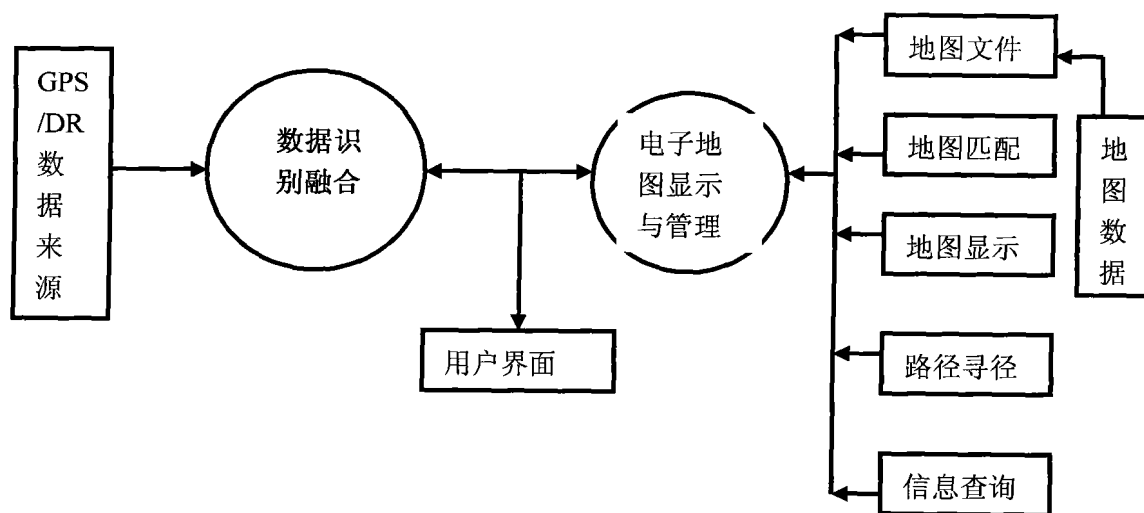 GPS
/DR
数
据
来
源
数据识
别融合
用户界面
电子地
图显示
与管理
地图文件
地图匹配
地图显示
路径寻径
信息查询
地
图
数
据